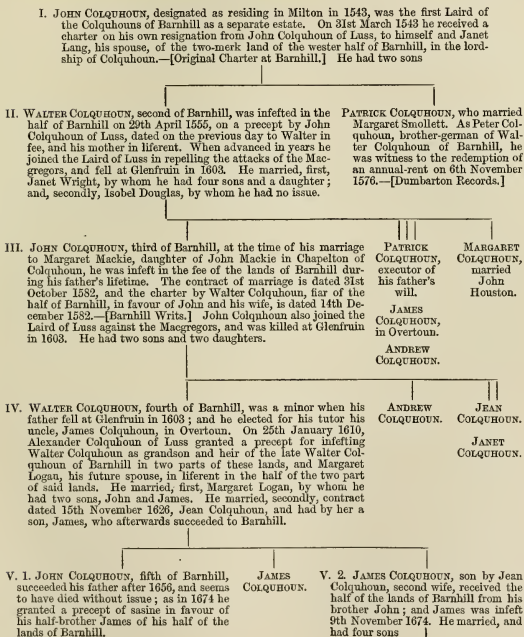 I. JOHN COLQUHOUN, designated as residing in Milton in 1543, was the first Laird of
the Colquhouns of Barnhill as a separate estate. On 31st March 1543 he received a
charter on his own resignation from John Colquhoun of Luss, to himself and Janet
Lang, his spouse, of the two-merk land of the wester half of Barnhill, in the lord-
ship of Colquhoun.—[Original Charter at Barnhill.] He had two sons
II. WALTER COLQUHOUN, second of Barnhill, was infefted in the
half of Barnhill on 29th April 1555, on a precept by John
Colquhoun of Luss, dated on the previous day to Walter in
fee, and his mother in liferent. When advanced in years he
joined the Laird of Luss in repelling the attacks of the Mac-
gregors, and fell at Glenfruin in 1603. He married, first,
Janet Wright, by whom he had four sons and a daughter;
and, secondly, Isobel Douglas, by whom he had no issue.
PATRICK COLQUHOUN, who married
Margaret Smollett. As Peter Col-
quhoun, brother-german of Wal-
ter Colquhoun of Barnhill, he
was witness to the redemption of
an annual-rent on 6th November
1576.—[Dumbarton Records.]
III. JOHN COLQUHOUN, third of Barnhill, at the time of his marriage
to Margaret Mackie, daughter of John Mackie in Chapelton of
Colquhoun, he was infeft in the fee of the lands of Barnhill dur-
ing his father's lifetime. The contract of marriage is dated 31st
October 1582, and the charter by Walter Colquhoun, fiar of the
half of Barnhill, in favour of John and his wife, is dated 14th De-
cember 1582.—[Barnhill Writs.] John Colquhoun also joined the
Laird of Luss against the Macgregors, and was killed at Glenfruin
in 1603. He had two sons and two daughters.
PATRICK
COLQUHOUN,
executor of
his father's
will.
JAMES
COLQUHOUN,
in Overtoun.
ANDREW
COLQUHOUN.
MARGARET
COLQUHOUN,
married
John
Houston.
IV. WALTER COLQUHOUN, fourth of Barnhill, was a minor when his
father fell at Glenfruin in 1603; and he elected for his tutor his
uncle, James Colquhoun, in Overtoun. On 25th January 1610,
Alexander Colquhoun of Luss granted a precept for infefting
Walter Colquhoun as grandson and heir of the late Walter Col-
quhoun of Barnhill in two parts of these lands, and Margaret
Logan, his future spouse, in liferent in the half of the two part
of said lands. He married, first, Margaret Logan, by whom he
had two sons, John and James. He married, secondly, contract
dated 15th November 1626, Jean Colquhoun, and had by her a
son, James, who afterwards succeeded to Barnhill.
ANDREW
COLQUHOUN.
JEAN
COLQUHOUN.
JANET
COLQUHOUN.
V. 1. JOHN COLQUHOUN, fifth of Barnhill,
succeeded his father after 1656, and seems
to have died without issue; as in 1674 he
granted a precept of sasine in favour of
his half-brother James of his half of the
lands of Barnhill.
JAMES
COLQUHOUN.
V. 2. JAMES COLQUHOUN, son by Jean
Colquhoun, second wife, received the
half of the lands of Barnhill from his
brother John; and James was infeft
9th November 1674. He married, and
had four sons